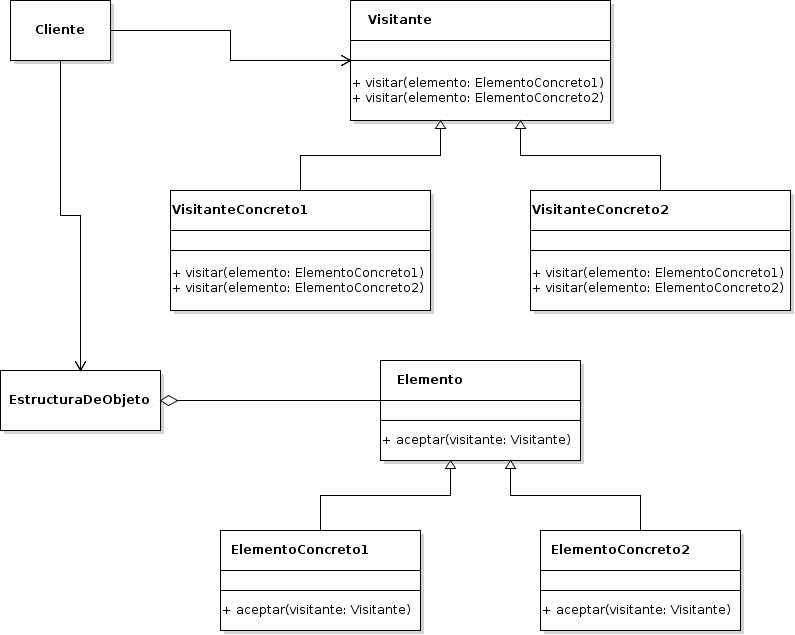 Cliente
Visitante
+ visitar(elemento: ElementoConcreto1)
+ visitar(elemento: ElementoConcreto2)
VisitanteConcreto1
+ visitar(elemento: ElementoConcreto1)
+ visitar(elemento: ElementoConcreto2)
VisitanteConcreto2
+ visitar(elemento: ElementoConcreto1)
+ visitar(elemento: ElementoConcreto2)
EstructuraDeObjeto
Elemento
+ aceptar(visitante: Visitante)
ElementoConcreto1
+ aceptar(visitante: Visitante)
ElementoConcreto2
+ aceptar(visitante: Visitante)